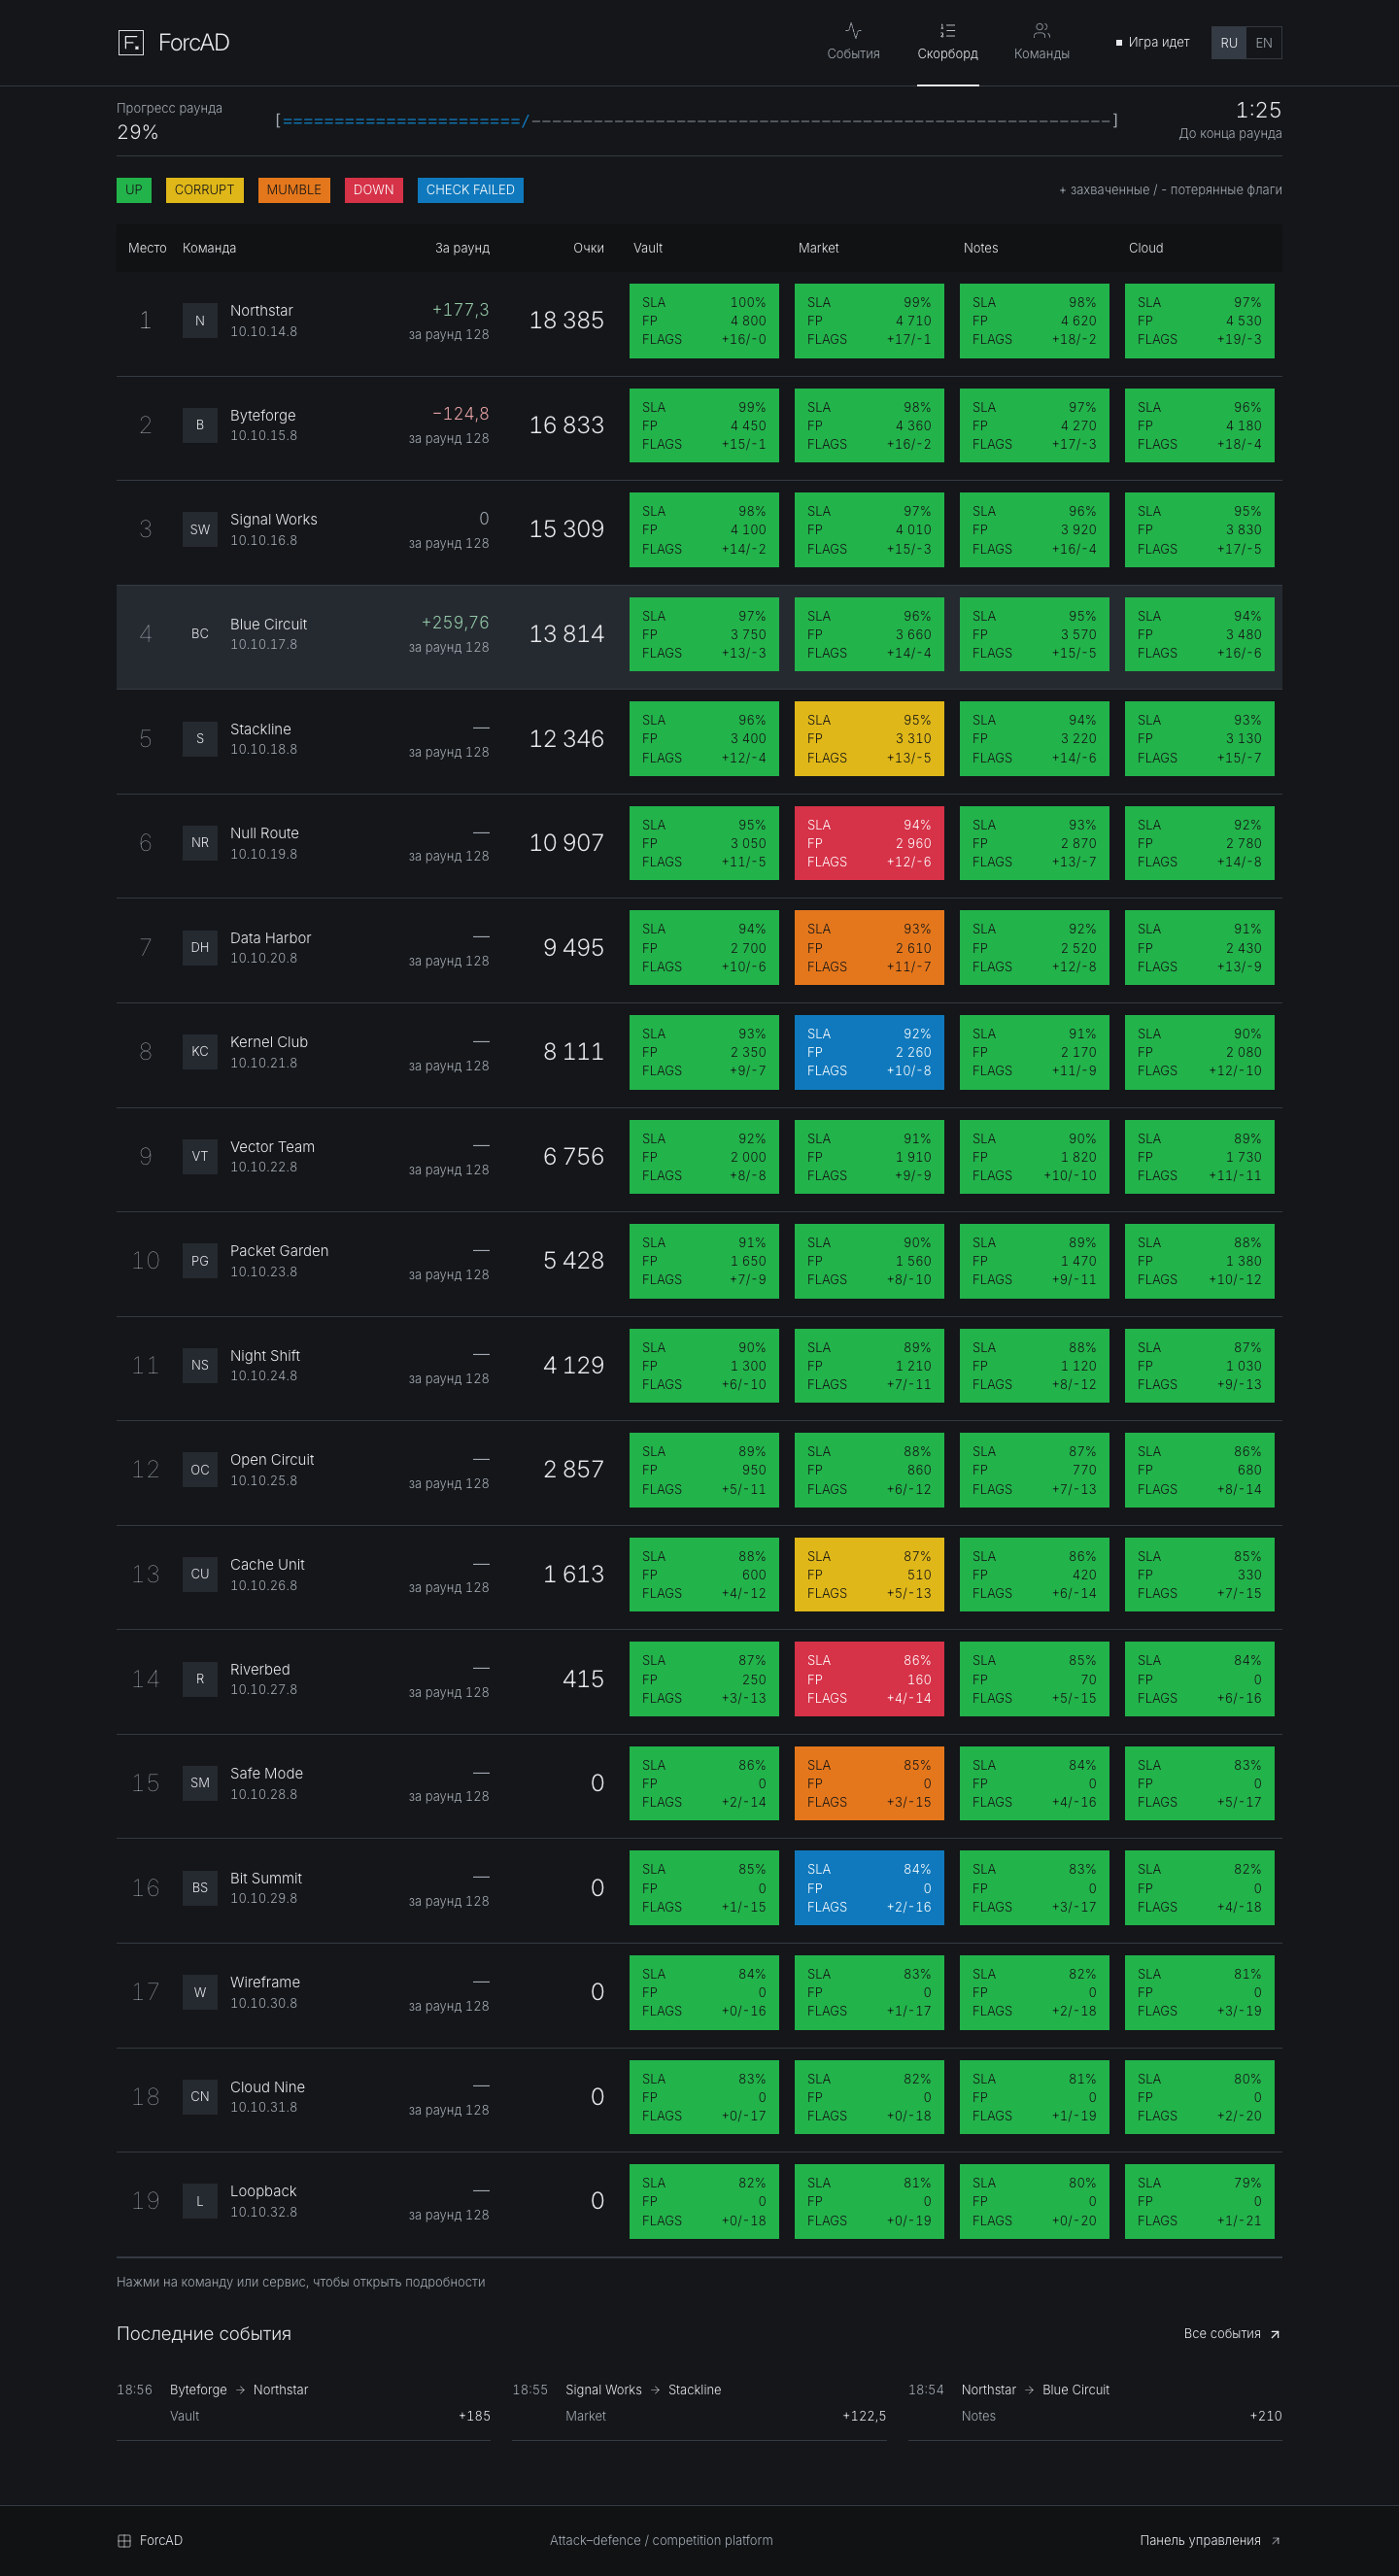 ForcAD
События Скорборд Команды Игра идет RU EN
Прогресс раунда
29%
[=======================/--------------------------------------------------------]
1:25
До конца раунда
UP CORRUPT MUMBLE DOWN CHECK FAILED + захваченные / - потерянные флаги
Место Команда За раунд Очки Vault Market Notes Cloud
1 N Northstar 10.10.14.8 +177,3 за раунд 128 18 385
SLA 100% SLA 99% SLA 98% SLA 97%
FP 4 800 FP 4 710 FP 4 620 FP 4 530
FLAGS +16/-0 FLAGS +17/-1 FLAGS +18/-2 FLAGS +19/-3
2 B Byteforge 10.10.15.8 −124,8 за раунд 128 16 833
SLA 99% SLA 98% SLA 97% SLA 96%
FP 4 450 FP 4 360 FP 4 270 FP 4 180
FLAGS +15/-1 FLAGS +16/-2 FLAGS +17/-3 FLAGS +18/-4
3 SW Signal Works 10.10.16.8 0 за раунд 128 15 309
SLA 98% SLA 97% SLA 96% SLA 95%
FP 4 100 FP 4 010 FP 3 920 FP 3 830
FLAGS +14/-2 FLAGS +15/-3 FLAGS +16/-4 FLAGS +17/-5
4 BC Blue Circuit 10.10.17.8 +259,76 за раунд 128 13 814
SLA 97% SLA 96% SLA 95% SLA 94%
FP 3 750 FP 3 660 FP 3 570 FP 3 480
FLAGS +13/-3 FLAGS +14/-4 FLAGS +15/-5 FLAGS +16/-6
5 S Stackline 10.10.18.8 — за раунд 128 12 346
SLA 96% SLA 95% SLA 94% SLA 93%
FP 3 400 FP 3 310 FP 3 220 FP 3 130
FLAGS +12/-4 FLAGS +13/-5 FLAGS +14/-6 FLAGS +15/-7
6 NR Null Route 10.10.19.8 — за раунд 128 10 907
SLA 95% SLA 94% SLA 93% SLA 92%
FP 3 050 FP 2 960 FP 2 870 FP 2 780
FLAGS +11/-5 FLAGS +12/-6 FLAGS +13/-7 FLAGS +14/-8
7 DH Data Harbor 10.10.20.8 — за раунд 128 9 495
SLA 94% SLA 93% SLA 92% SLA 91%
FP 2 700 FP 2 610 FP 2 520 FP 2 430
FLAGS +10/-6 FLAGS +11/-7 FLAGS +12/-8 FLAGS +13/-9
8 KC Kernel Club 10.10.21.8 — за раунд 128 8 111
SLA 93% SLA 92% SLA 91% SLA 90%
FP 2 350 FP 2 260 FP 2 170 FP 2 080
FLAGS +9/-7 FLAGS +10/-8 FLAGS +11/-9 FLAGS +12/-10
9 VT Vector Team 10.10.22.8 — за раунд 128 6 756
SLA 92% SLA 91% SLA 90% SLA 89%
FP 2 000 FP 1 910 FP 1 820 FP 1 730
FLAGS +8/-8 FLAGS +9/-9 FLAGS +10/-10 FLAGS +11/-11
10 PG Packet Garden 10.10.23.8 — за раунд 128 5 428
SLA 91% SLA 90% SLA 89% SLA 88%
FP 1 650 FP 1 560 FP 1 470 FP 1 380
FLAGS +7/-9 FLAGS +8/-10 FLAGS +9/-11 FLAGS +10/-12
11 NS Night Shift 10.10.24.8 — за раунд 128 4 129
SLA 90% SLA 89% SLA 88% SLA 87%
FP 1 300 FP 1 210 FP 1 120 FP 1 030
FLAGS +6/-10 FLAGS +7/-11 FLAGS +8/-12 FLAGS +9/-13
12 OC Open Circuit 10.10.25.8 — за раунд 128 2 857
SLA 89% SLA 88% SLA 87% SLA 86%
FP 950 FP 860 FP 770 FP 680
FLAGS +5/-11 FLAGS +6/-12 FLAGS +7/-13 FLAGS +8/-14
13 CU Cache Unit 10.10.26.8 — за раунд 128 1 613
SLA 88% SLA 87% SLA 86% SLA 85%
FP 600 FP 510 FP 420 FP 330
FLAGS +4/-12 FLAGS +5/-13 FLAGS +6/-14 FLAGS +7/-15
14 R Riverbed 10.10.27.8 — за раунд 128 415
SLA 87% SLA 86% SLA 85% SLA 84%
FP 250 FP 160 FP 70 FP 0
FLAGS +3/-13 FLAGS +4/-14 FLAGS +5/-15 FLAGS +6/-16
15 SM Safe Mode 10.10.28.8 — за раунд 128 0
SLA 86% SLA 85% SLA 84% SLA 83%
FP 0 FP 0 FP 0 FP 0
FLAGS +2/-14 FLAGS +3/-15 FLAGS +4/-16 FLAGS +5/-17
16 BS Bit Summit 10.10.29.8 — за раунд 128 0
SLA 85% SLA 84% SLA 83% SLA 82%
FP 0 FP 0 FP 0 FP 0
FLAGS +1/-15 FLAGS +2/-16 FLAGS +3/-17 FLAGS +4/-18
17 W Wireframe 10.10.30.8 — за раунд 128 0
SLA 84% SLA 83% SLA 82% SLA 81%
FP 0 FP 0 FP 0 FP 0
FLAGS +0/-16 FLAGS +1/-17 FLAGS +2/-18 FLAGS +3/-19
18 CN Cloud Nine 10.10.31.8 — за раунд 128 0
SLA 83% SLA 82% SLA 81% SLA 80%
FP 0 FP 0 FP 0 FP 0
FLAGS +0/-17 FLAGS +0/-18 FLAGS +1/-19 FLAGS +2/-20
19 L Loopback 10.10.32.8 — за раунд 128 0
SLA 82% SLA 81% SLA 80% SLA 79%
FP 0 FP 0 FP 0 FP 0
FLAGS +0/-18 FLAGS +0/-19 FLAGS +0/-20 FLAGS +1/-21
Нажми на команду или сервис, чтобы открыть подробности
Последние события Все события ↗
18:56 Byteforge → Northstar
Vault +185
18:55 Signal Works → Stackline
Market +122,5
18:54 Northstar → Blue Circuit
Notes +210
ForcAD Attack–defence / competition platform Панель управления ↗